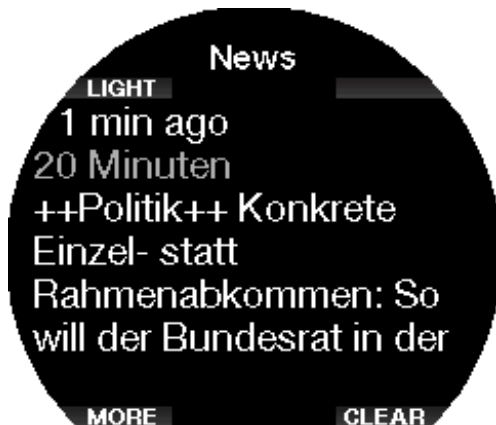 News
LIGHT
1 min ago
20 Minuten
++Politik++ Konkrete
Einzel- statt
Rahmenabkommen: So
will der Bundesrat in der
MORE CLEAR